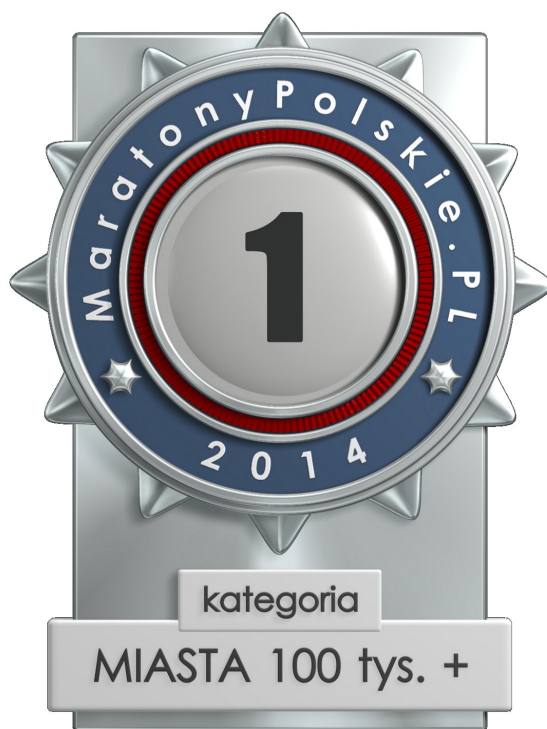 MaratonyPolskie.PL
1
2014
kategoria
MIASTA 100 tys. +